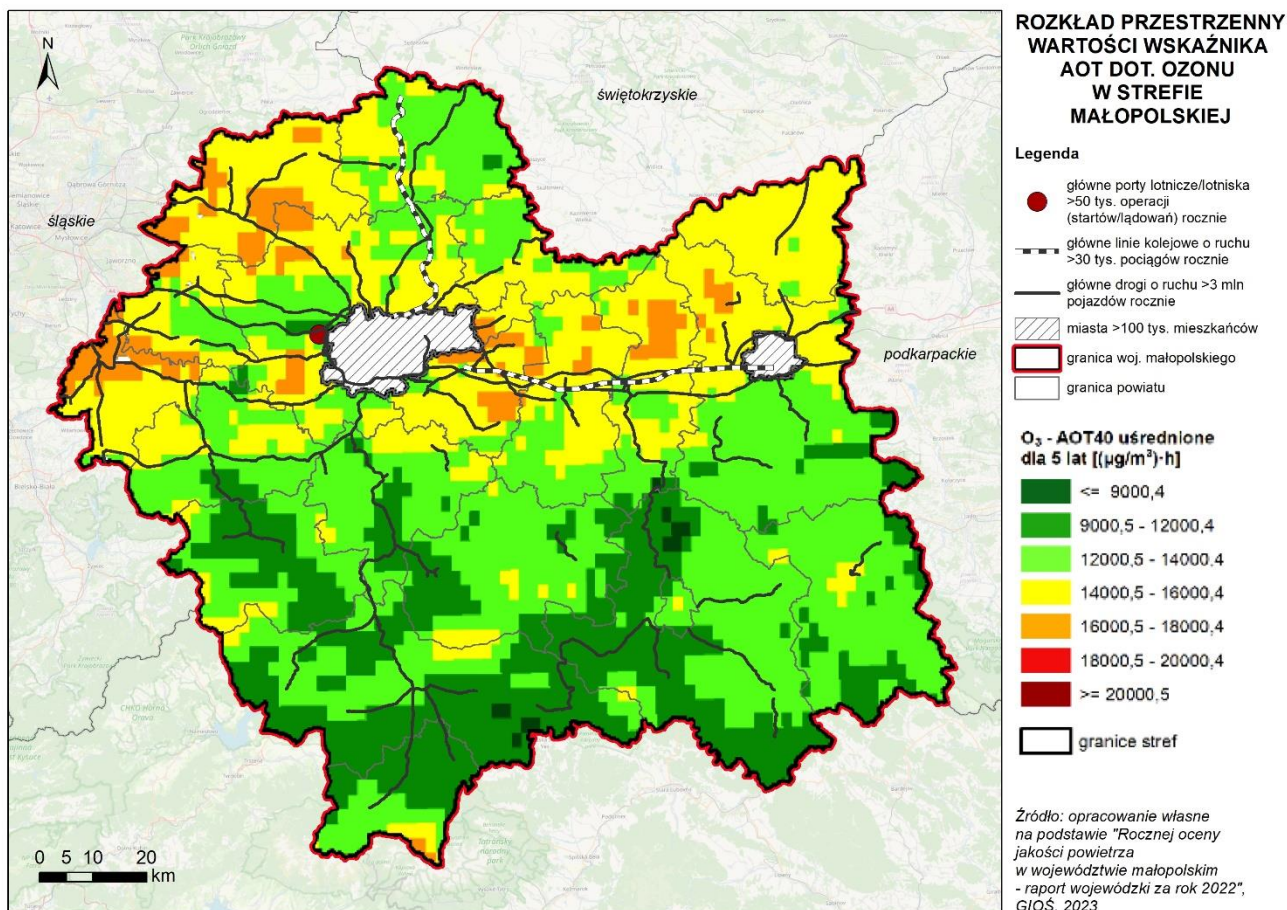 ROZKŁAD PRZESTRZENNY
WARTOŚCI WSKAŹNIKA
AOT DOT. OZONU
W STREFIE
MAŁOPOLSKIEJ
N
świętokrzyskie
śląskie
podkarpackie
Legenda
główne porty lotnicze/lotniska
>50 tys. operacji
(startów/lądowań) rocznie
główne linie kolejowe o ruchu
>30 tys. pociągów rocznie
główne drogi o ruchu >3 mln
pojazdów rocznie
miasta >100 tys. mieszkańców
granica woj. małopolskiego
granica powiatu
O₃ - AOT40 uśrednione
dla 5 lat [(µg/m³)·h]
<= 9000,4
9000,5 - 12000,4
12000,5 - 14000,4
14000,5 - 16000,4
16000,5 - 18000,4
18000,5 - 20000,4
>= 20000,5
granice stref
0 5 10 20
km
Źródło: opracowanie własne
na podstawie "Rocznej oceny
jakości powietrza
w województwie małopolskim
- raport wojewódzki za rok 2022",
GIOŚ, 2023